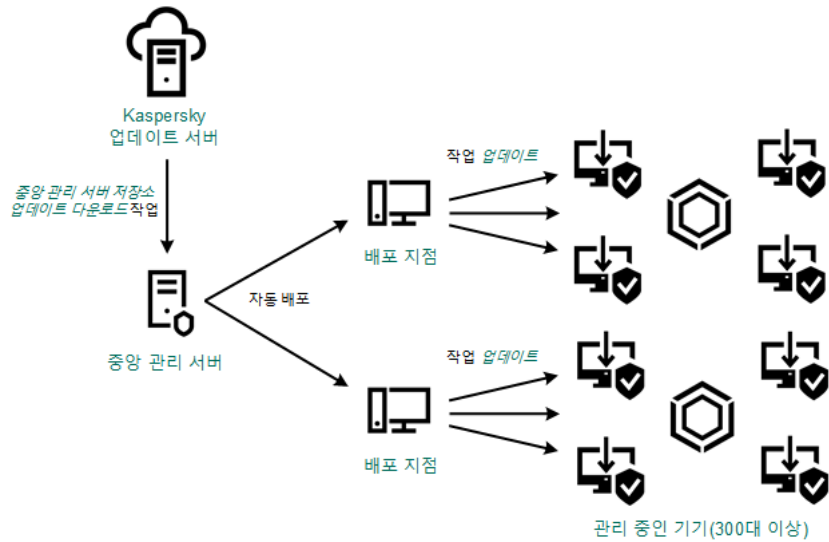 Kaspersky
업데이트 서버
중앙 관리 서버 저장소
업데이트 다운로드작업
중앙 관리 서버
자동 배포
작업 업데이트
배포 지점
작업 업데이트
배포 지점
관리 중인 기기(300대 이상)